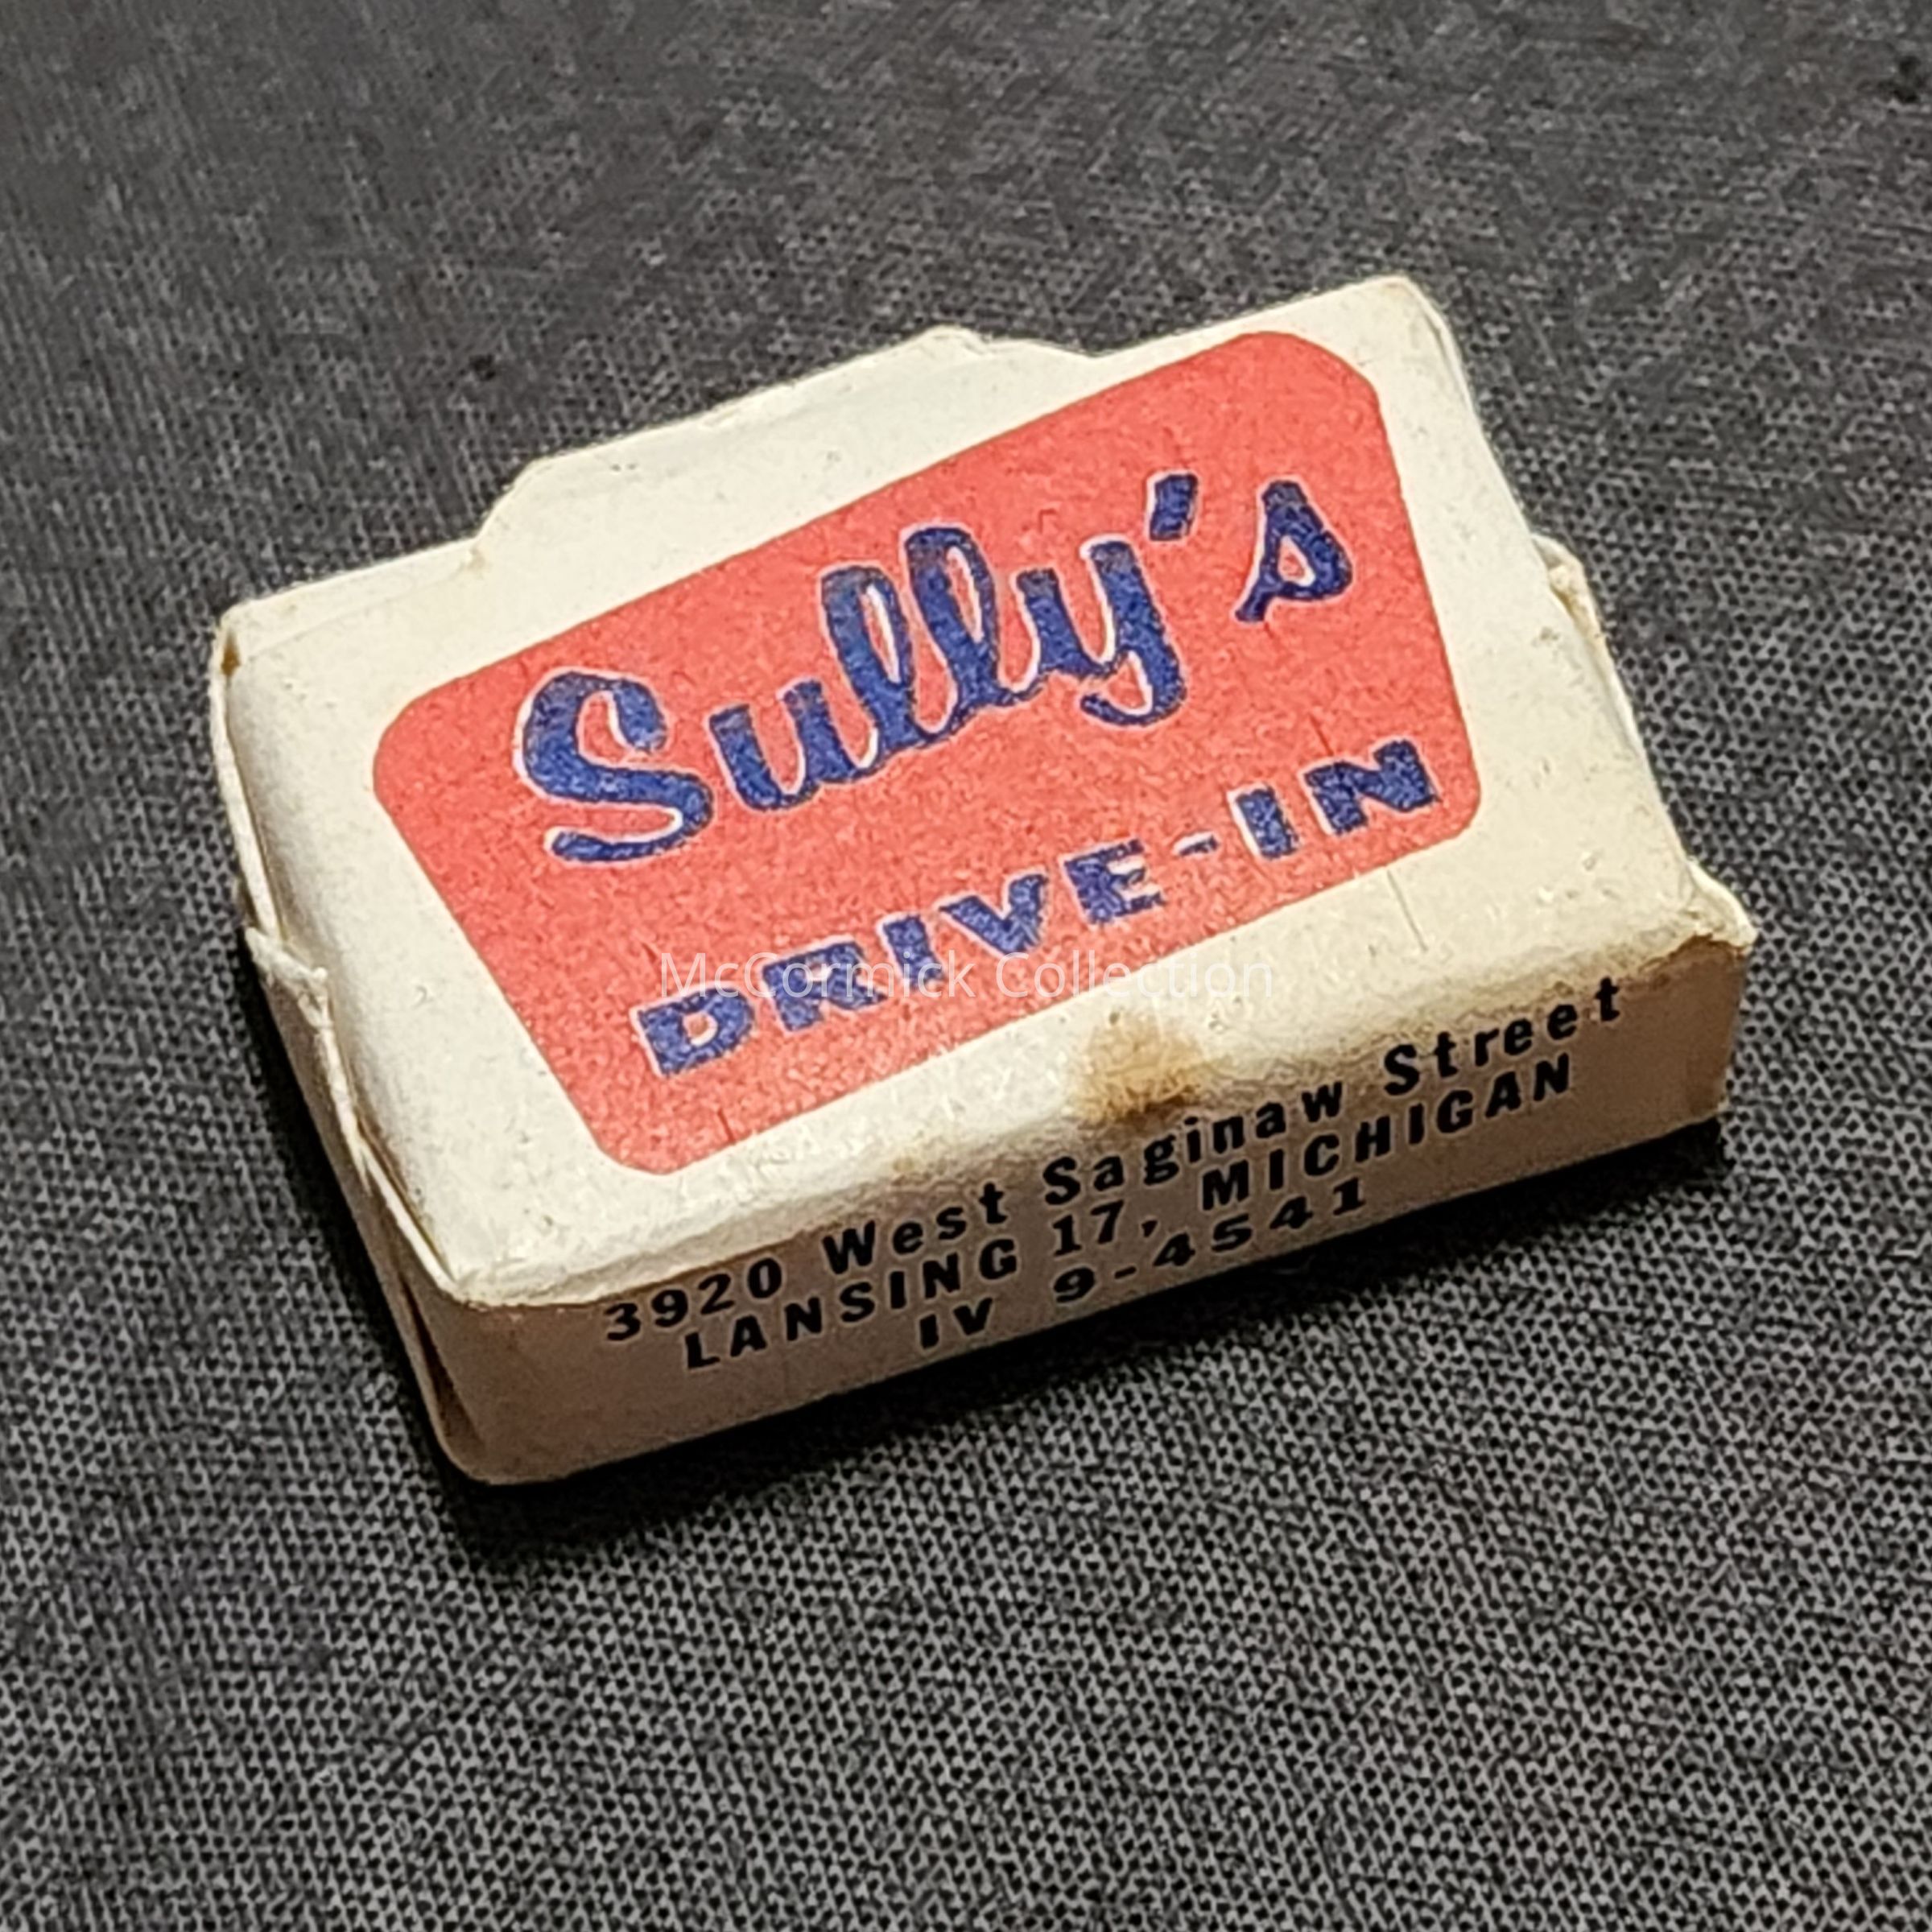 Sully's
DRIVE-IN
McCormick Collection
3920 West Saginaw Street
LANSING 17, MICHIGAN
IV 9-4541